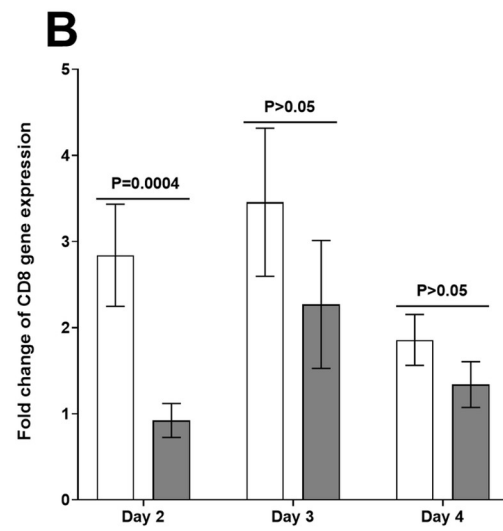 B
Fold change of CD8 gene expression
5
4
3
2
1
0
P=0.0004
P>0.05
P>0.05
Day 2
Day 3
Day 4